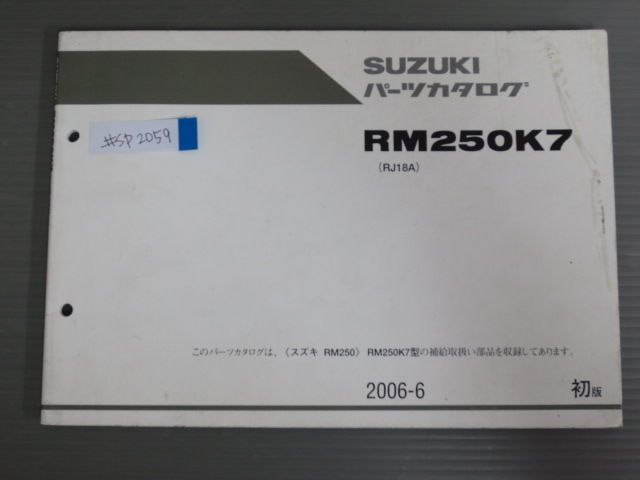 SUZUKI
パーツカタログ
#SP2059
RM250K7
(RJ18A)
このパーツカタログは、〈スズキ RM250〉 RM250K7型の補給取扱い部品を収録してあります。
2006-6
初版